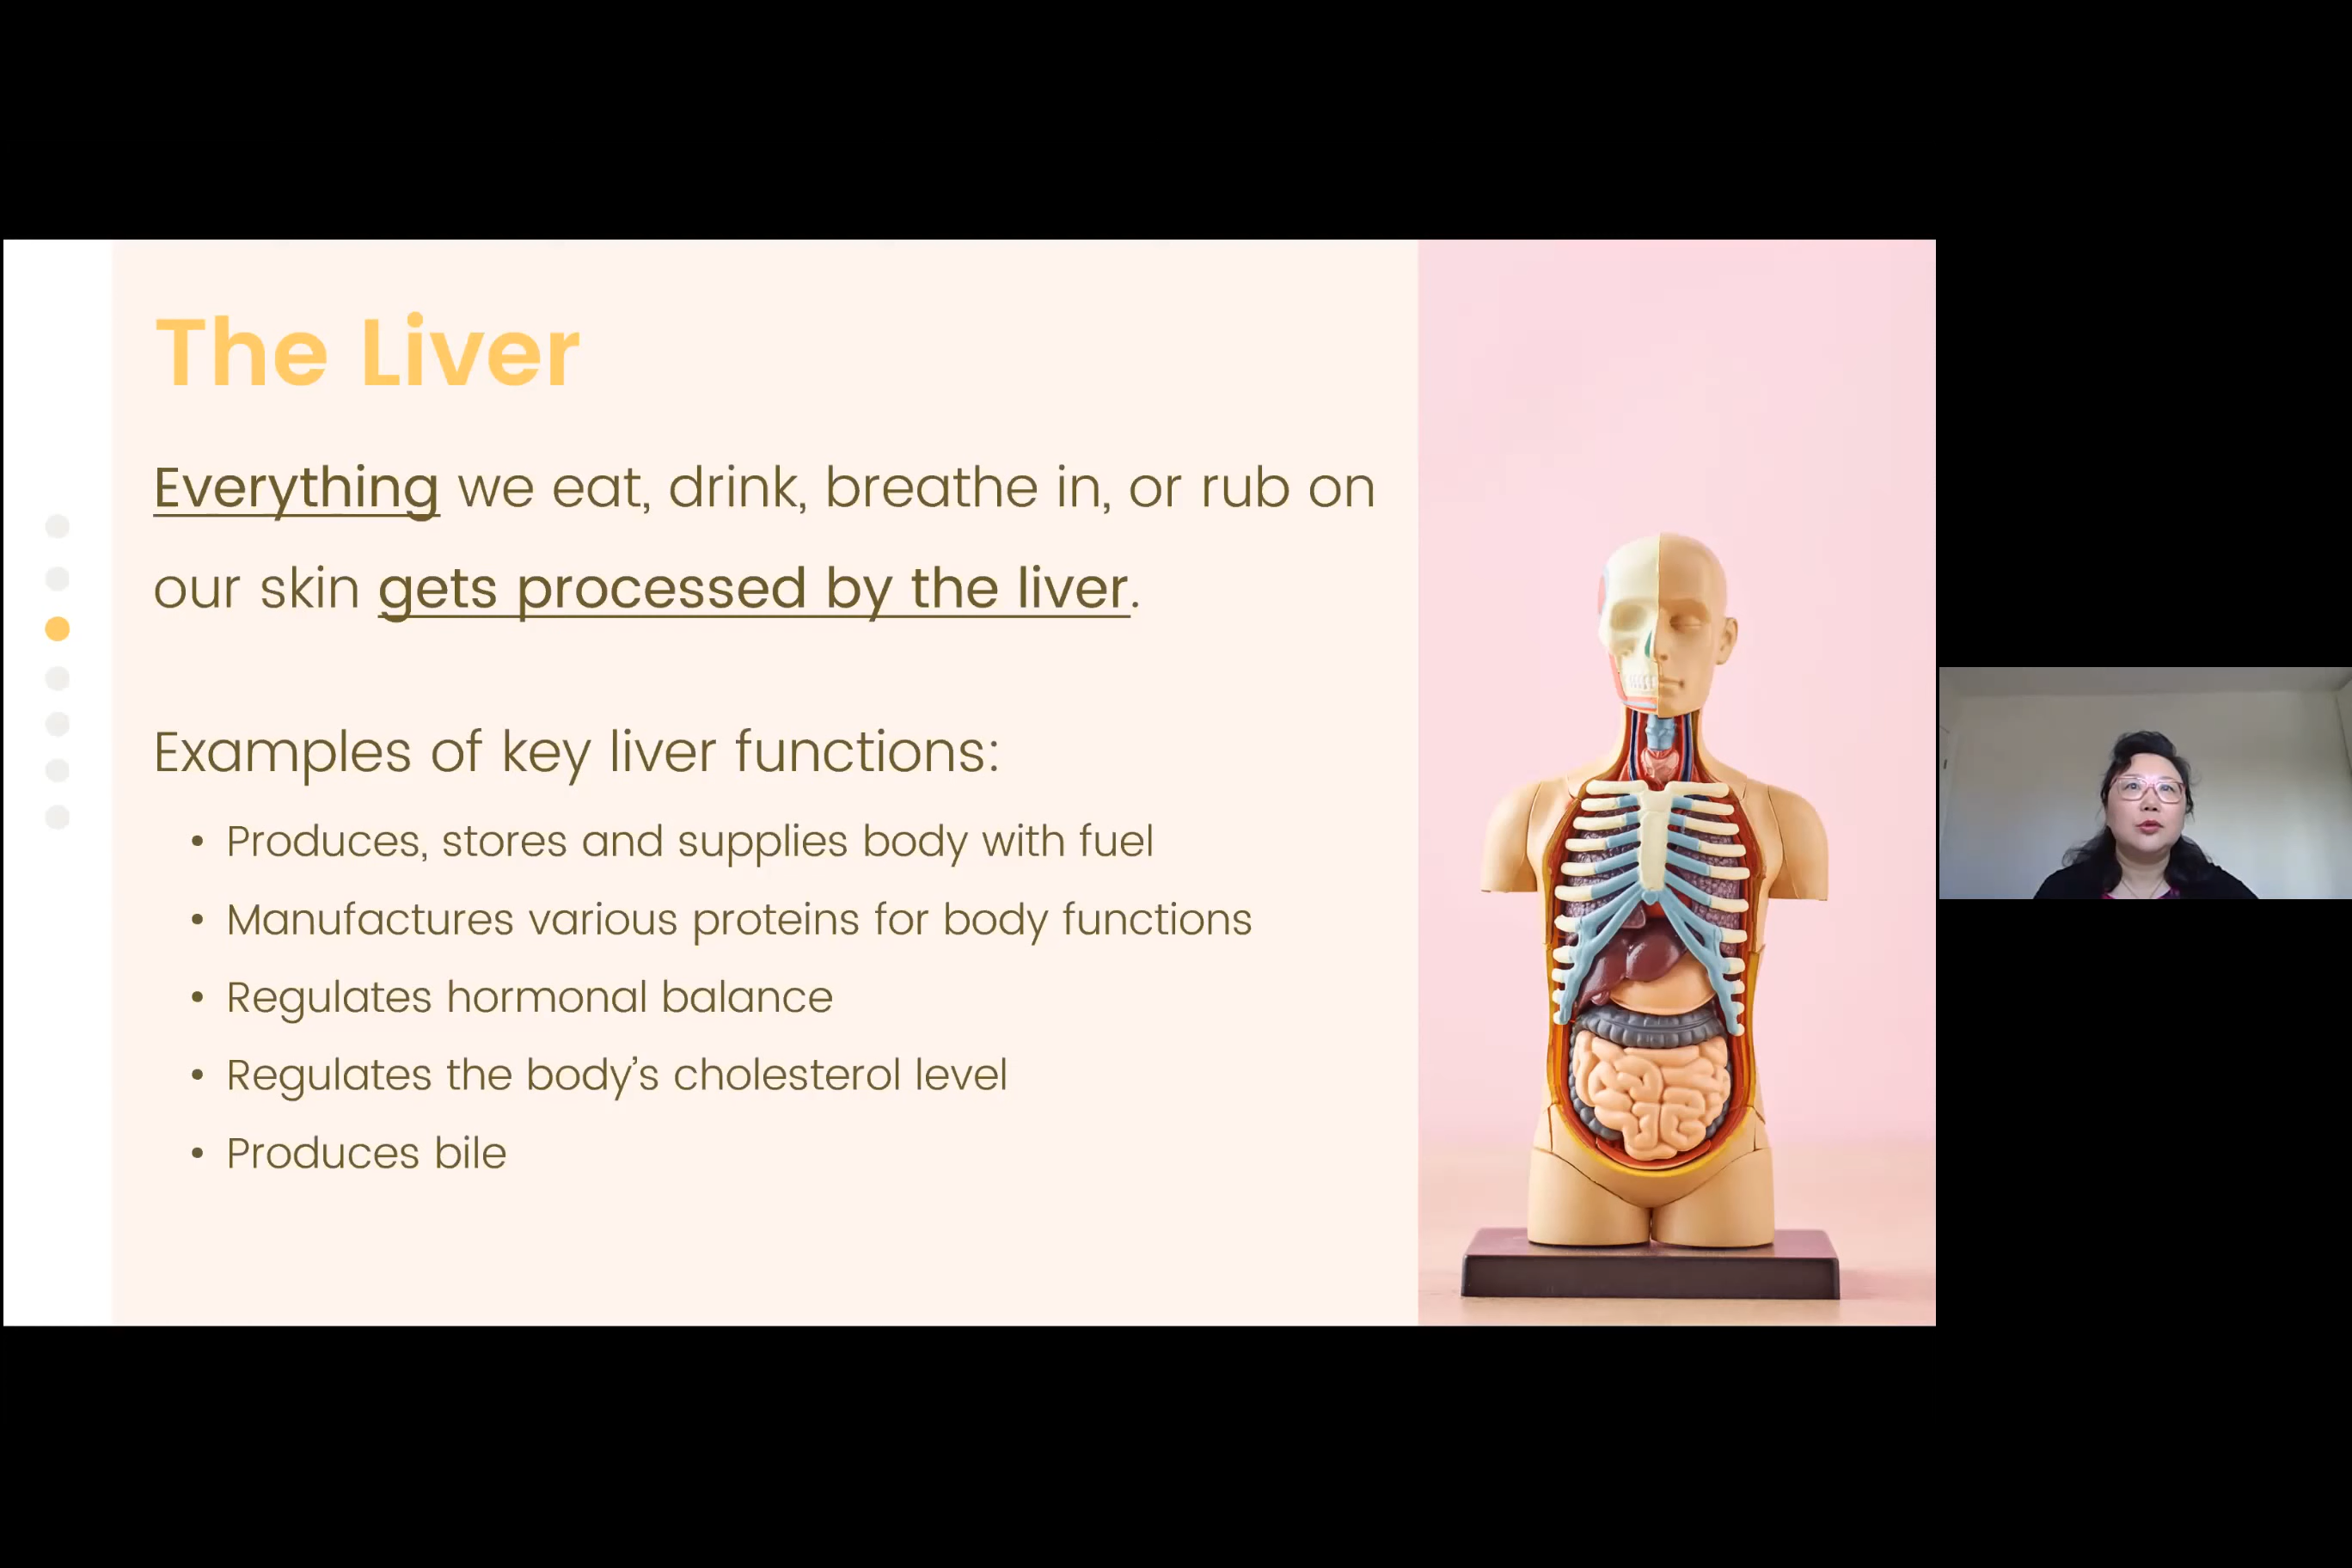 The Liver
Everything we eat, drink, breathe in, or rub on
our skin gets processed by the liver.
Examples of key liver functions:
• Produces, stores and supplies body with fuel
• Manufactures various proteins for body functions
• Regulates hormonal balance
• Regulates the body’s cholesterol level
• Produces bile